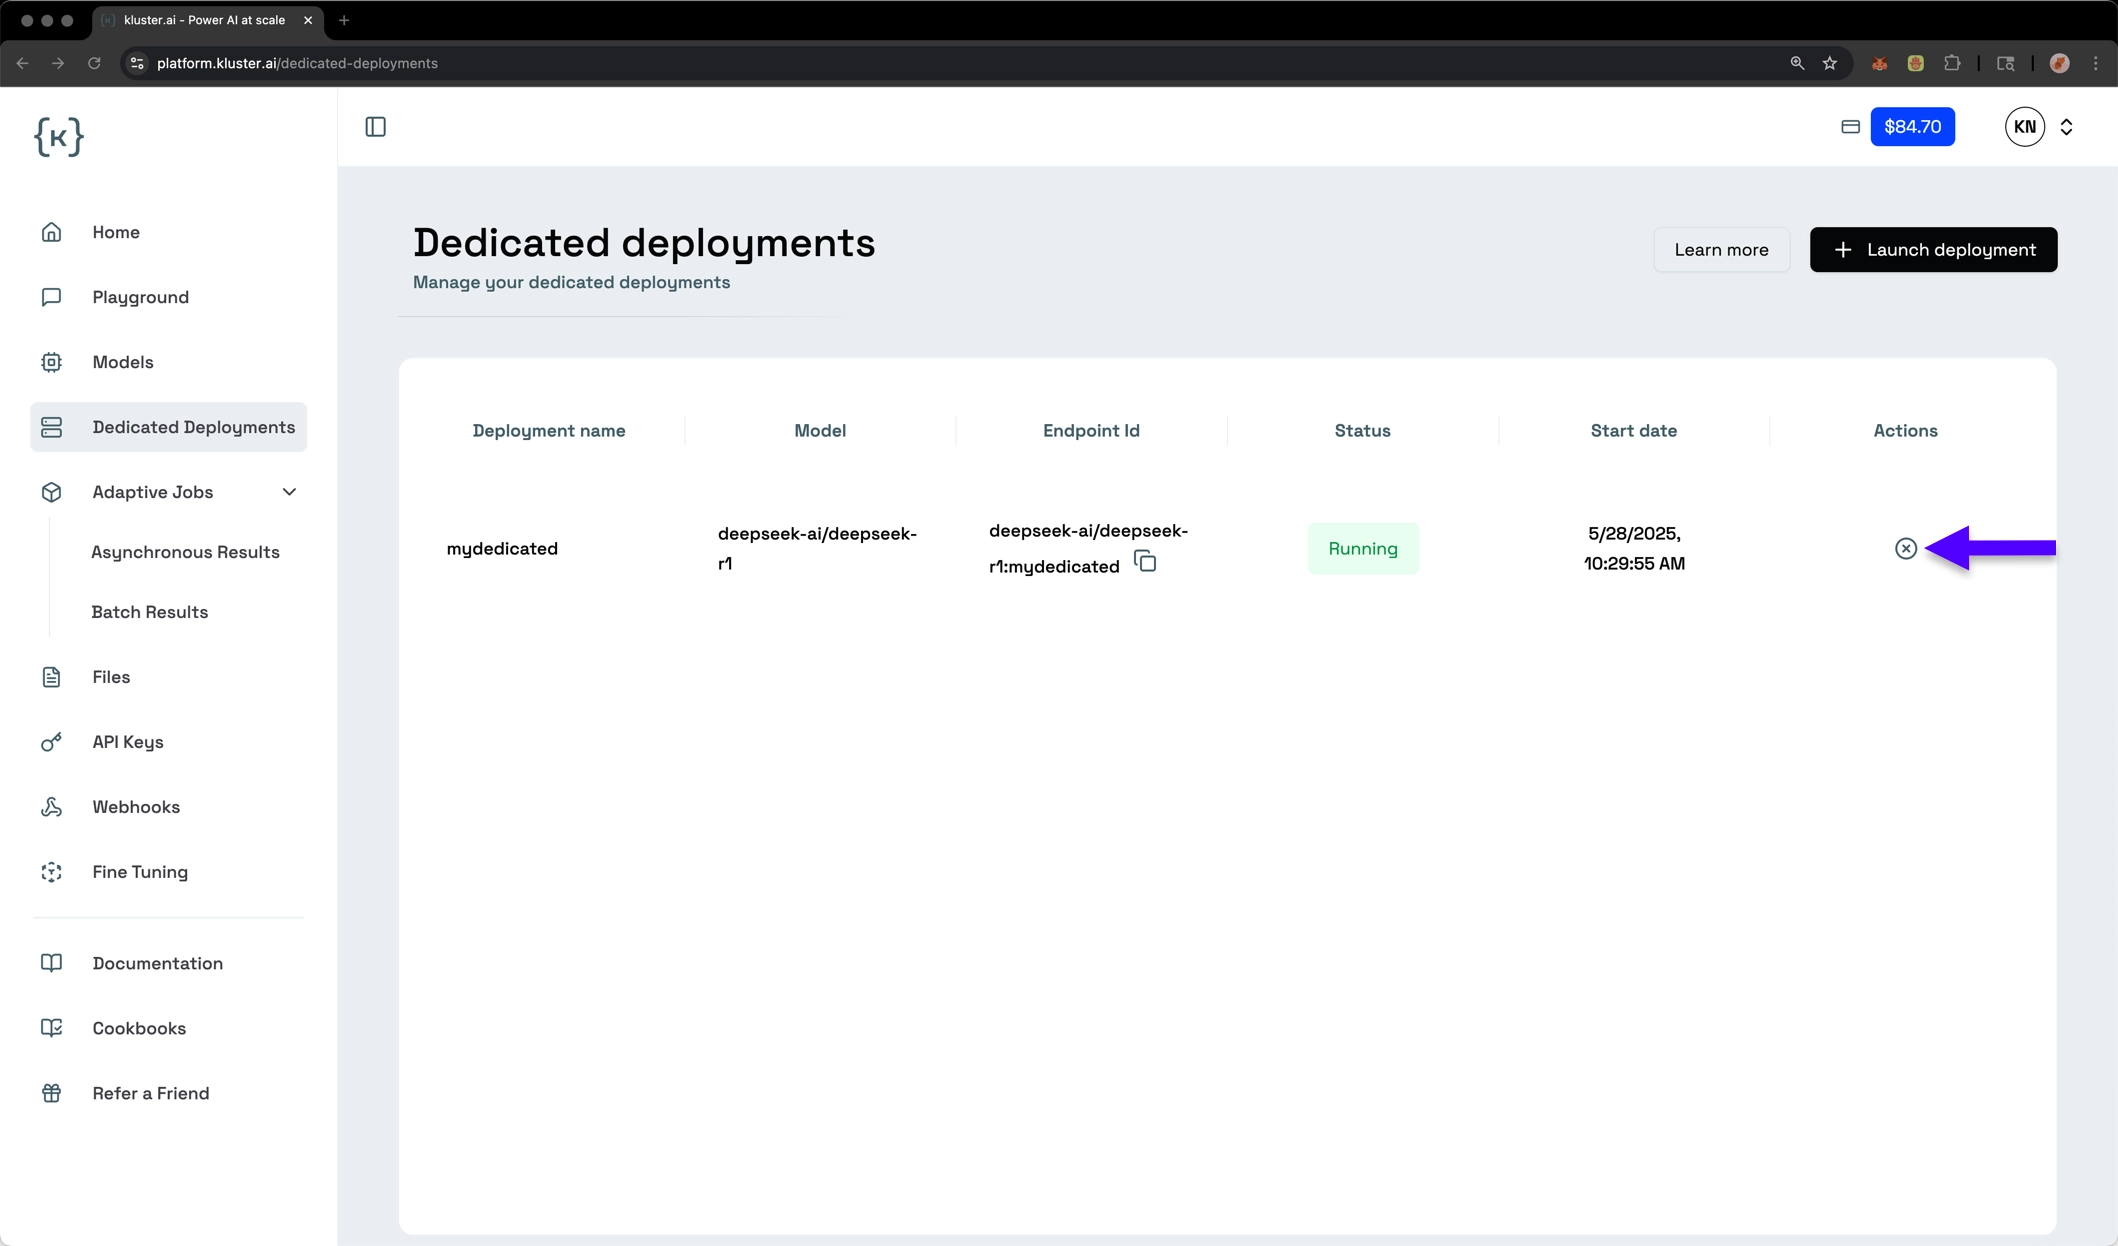 kluster.ai - Power AI at scale
platform.kluster.ai/dedicated-deployments
{K}
$84.70
KN
Home
Playground
Models
Dedicated Deployments
Adaptive Jobs
Asynchronous Results
Batch Results
Files
API Keys
Webhooks
Fine Tuning
Documentation
Cookbooks
Refer a Friend
Dedicated deployments
Manage your dedicated deployments
Learn more
+ Launch deployment
Deployment name
Model
Endpoint Id
Status
Start date
Actions
mydedicated
deepseek-ai/deepseek-
r1
deepseek-ai/deepseek-
r1:mydedicated
Running
5/28/2025,
10:29:55 AM